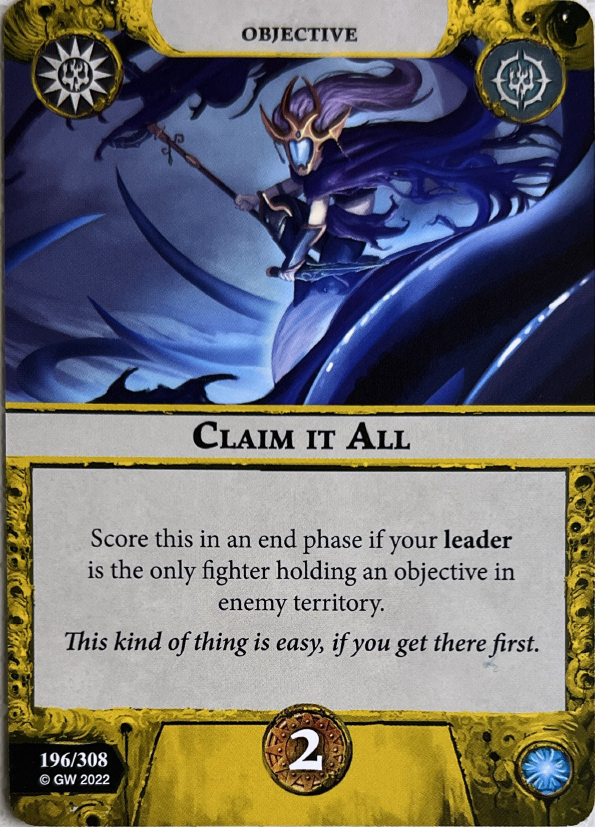 OBJECTIVE
CLAIM IT ALL
Score this in an end phase if your leader
is the only fighter holding an objective in
enemy territory.
This kind of thing is easy, if you get there first.
2
196/308
© GW 2022